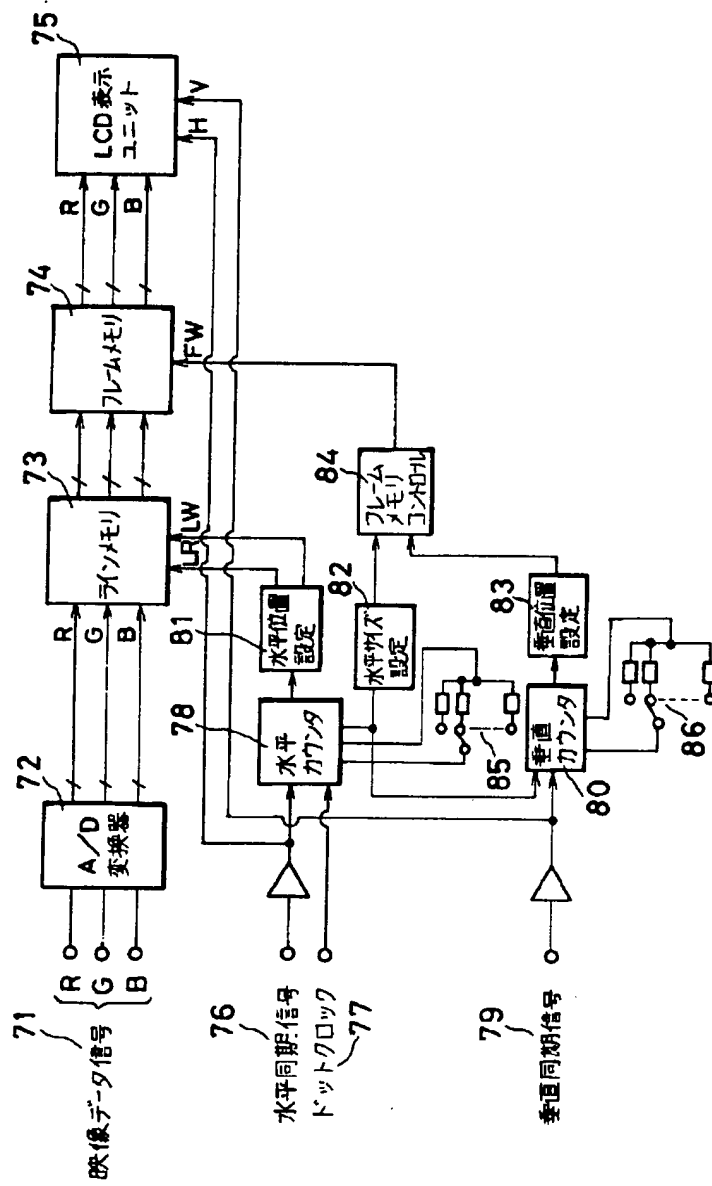 71
映像データ信号
R
G
B
72
A/D
変換器
R
G
B
73
ラインメモリ
74
フレームメモリ
R
G
B
75
LCD表示
ユニット
H
V
LR
LW
FW
76
水平同期信号
ドットクロック
77
78
水平
カウンタ
81
水平位置
設定
82
水平サイズ
設定
84
フレーム
メモリ
コントロール
85
79
垂直同期信号
垂直
カウンタ
80
83
垂直位置
設定
86